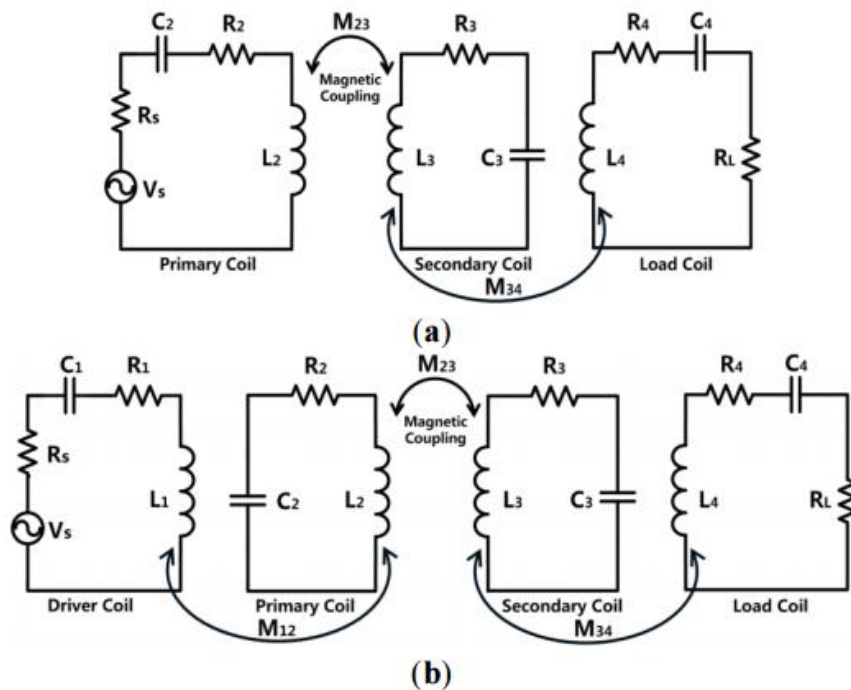 C2 R2 M23 R3 R4 C4
Magnetic
Coupling
Rs L2 L3 C3 L4 RL
Vs
Primary Coil Secondary Coil Load Coil
M34
(a)
C1 R1 R2 M23 R3 R4 C4
Magnetic
Coupling
Rs L1 C2 L2 L3 C3 L4 RL
Vs
Driver Coil Primary Coil Secondary Coil Load Coil
M12 M34
(b)